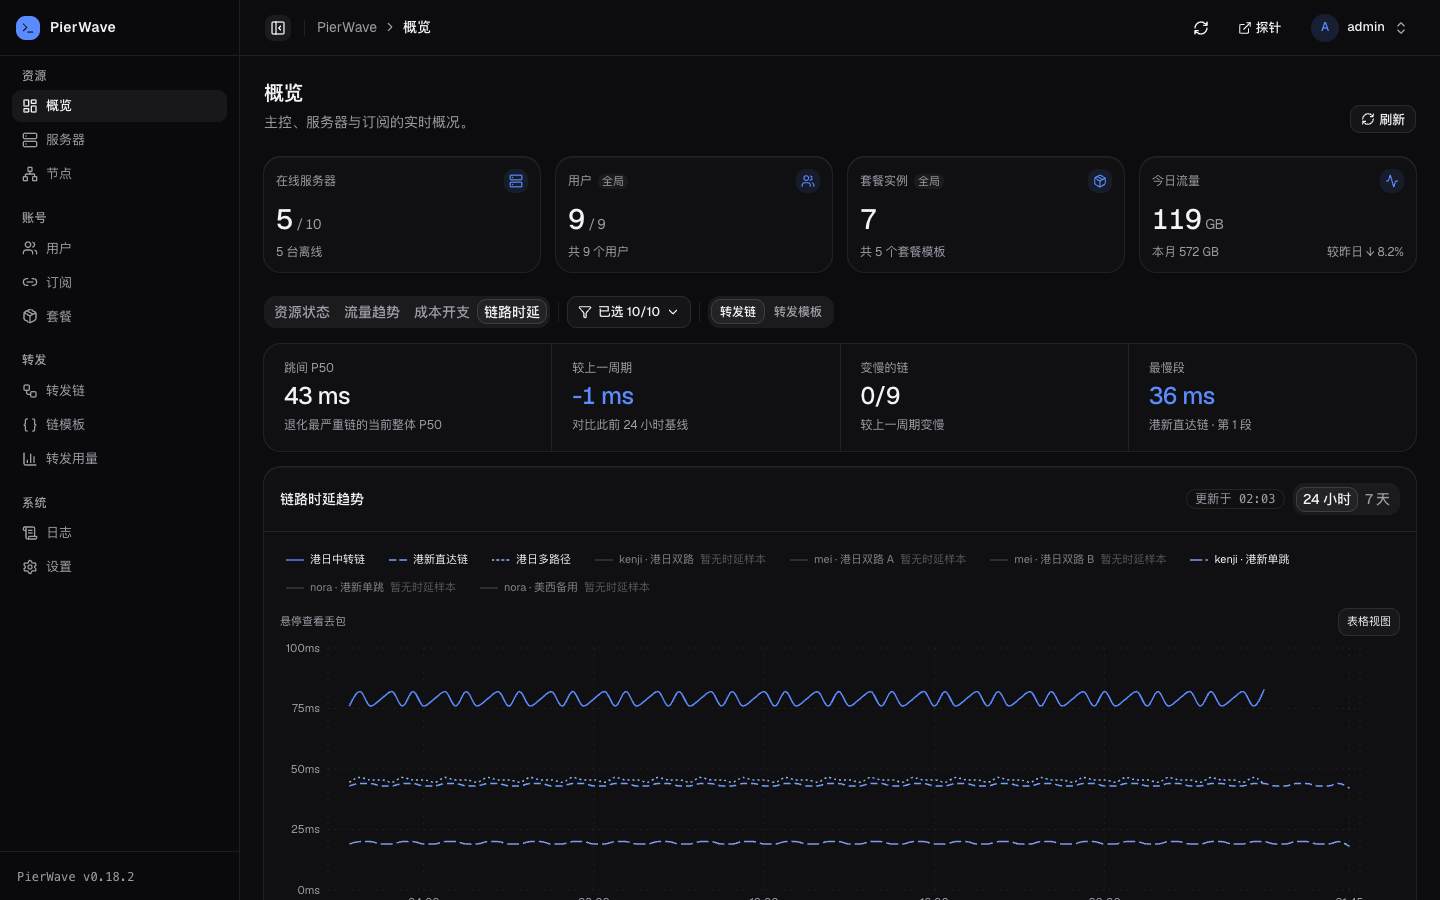 PierWave
PierWave > 概览
探针
A admin
资源
概览
服务器
节点
账号
用户
订阅
套餐
转发
转发链
链模板
转发用量
系统
日志
设置
PierWave v0.18.2
概览
主控、服务器与订阅的实时概况。
刷新
在线服务器
5 / 10
5 台离线
用户 全局
9 / 9
共 9 个用户
套餐实例 全局
7
共 5 个套餐模板
今日流量
119 GB
本月 572 GB 较昨日 ↓ 8.2%
资源状态 流量趋势 成本开支 链路时延 已选 10/10 转发链 转发模板
跳间 P50
43 ms
退化最严重链的当前整体 P50
较上一周期
-1 ms
对比此前 24 小时基线
变慢的链
0/9
较上一周期变慢
最慢段
36 ms
港新直达链 · 第 1 段
链路时延趋势
更新于 02:03 24 小时 7 天
港日中转链 港新直达链 港日多路径 kenji · 港日双路 暂无时延样本 mei · 港日双路 A 暂无时延样本 mei · 港日双路 B 暂无时延样本 kenji · 港新单跳
nora · 港新单跳 暂无时延样本 nora · 美西备用 暂无时延样本
悬停查看丢包
表格视图
100ms
75ms
50ms
25ms
0ms